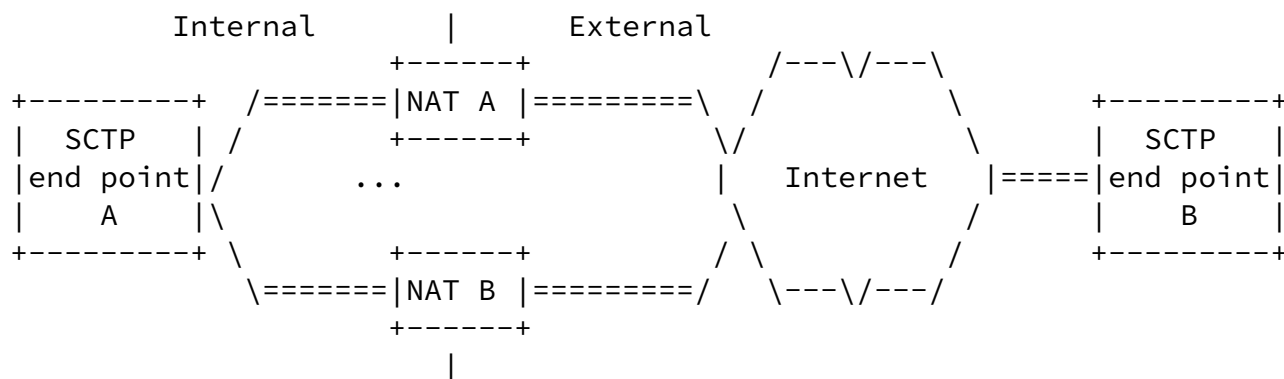 Internal | External
+------+ /---\/---\
+---------+ /=======|NAT A |=========\ / \ +---------+
| SCTP | / +------+ \/ \ | SCTP |
|end point|/ ... | Internet |=====|end point|
| A |\ \ / | B |
+---------+ \ +------+ / \ / +---------+
\=======|NAT B |=========/ \---\/---/
+------+
|